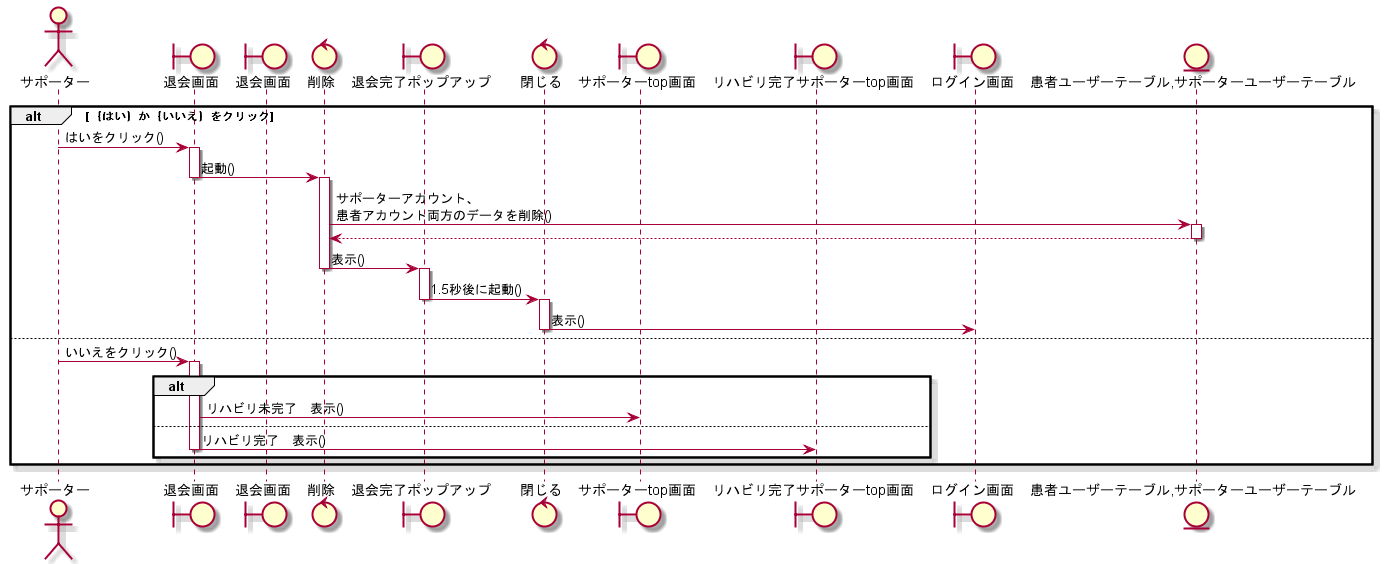 サポーター 退会画面 退会画面 削除 退会完了ポップアップ 閉じる サポーターtop画面 リハビリ完了サポーターtop画面 ログイン画面 患者ユーザーテーブル,サポーターユーザーテーブル
alt [ {はい} か {いいえ} をクリック]
はいをクリック()
起動()
サポーターアカウント、
患者アカウント両方のデータを削除()
表示()
1.5秒後に起動()
表示()
いいえをクリック()
alt
リハビリ未完了 表示()
リハビリ完了 表示()
サポーター 退会画面 退会画面 削除 退会完了ポップアップ 閉じる サポーターtop画面 リハビリ完了サポーターtop画面 ログイン画面 患者ユーザーテーブル,サポーターユーザーテーブル